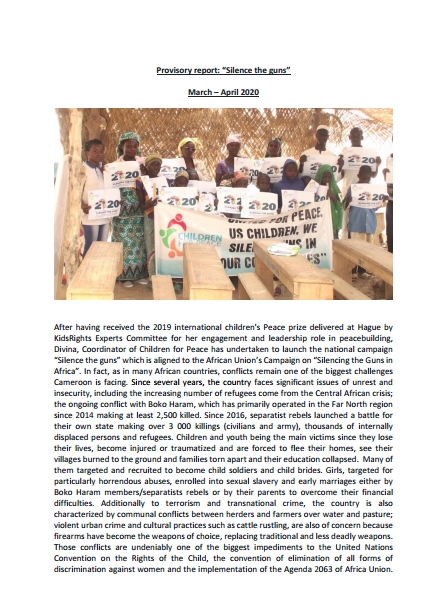 Provisory report: "Silence the guns"
March – April 2020
2020
CHILDREN
FOR PEACE,
US CHILDREN, WE
SILE
NS IN
OUR CO
ES"
After having received the 2019 international children's Peace prize delivered at Hague by
KidsRights Experts Committee for her engagement and leadership role in peacebuilding,
Divina, Coordinator of Children for Peace has undertaken to launch the national campaign
"Silence the guns" which is aligned to the African Union's Campaign on "Silencing the Guns in
Africa". In fact, as in many African countries, conflicts remain one of the biggest challenges
Cameroon is facing. Since several years, the country faces significant issues of unrest and
insecurity, including the increasing number of refugees come from the Central African crisis;
the ongoing conflict with Boko Haram, which has primarily operated in the Far North region
since 2014 making at least 2,500 killed. Since 2016, separatist rebels launched a battle for
their own state making over 3 000 killings (civilians and army), thousands of internally
displaced persons and refugees. Children and youth being the main victims since they lose
their lives, become injured or traumatized and are forced to flee their homes, see their
villages burned to the ground and families torn apart and their education collapsed. Many of
them targeted and recruited to become child soldiers and child brides. Girls, targeted for
particularly horrendous abuses, enrolled into sexual slavery and early marriages either by
Boko Haram members/separatists rebels or by their parents to overcome their financial
difficulties. Additionally to terrorism and transnational crime, the country is also
characterized by communal conflicts between herders and farmers over water and pasture;
violent urban crime and cultural practices such as cattle rustling, are also of concern because
firearms have become the weapons of choice, replacing traditional and less deadly weapons.
Those conflicts are undeniably one of the biggest impediments to the United Nations
Convention on the Rights of the Child, the convention of elimination of all forms of
discrimination against women and the implementation of the Agenda 2063 of Africa Union.